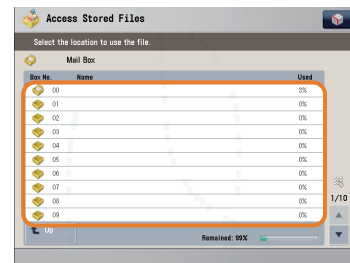 Access Stored Files
Select the location to use the file.
Mail Box
Box No. Name Used
00 3%
01 0%
02 0%
03 0%
04 0%
05 0%
06 0%
07 0%
08 0%
09 0%
1/10
Up
Remained: 99%